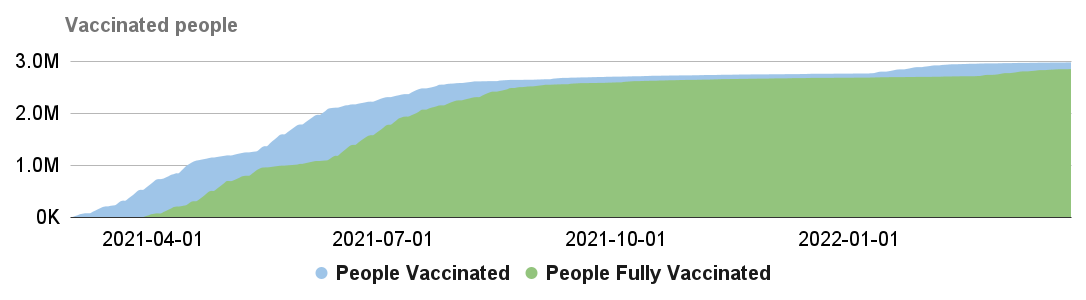 Vaccinated people
3.0M
2.0M
1.0M
0K
2021-04-01 2021-07-01 2021-10-01 2022-01-01
People Vaccinated People Fully Vaccinated